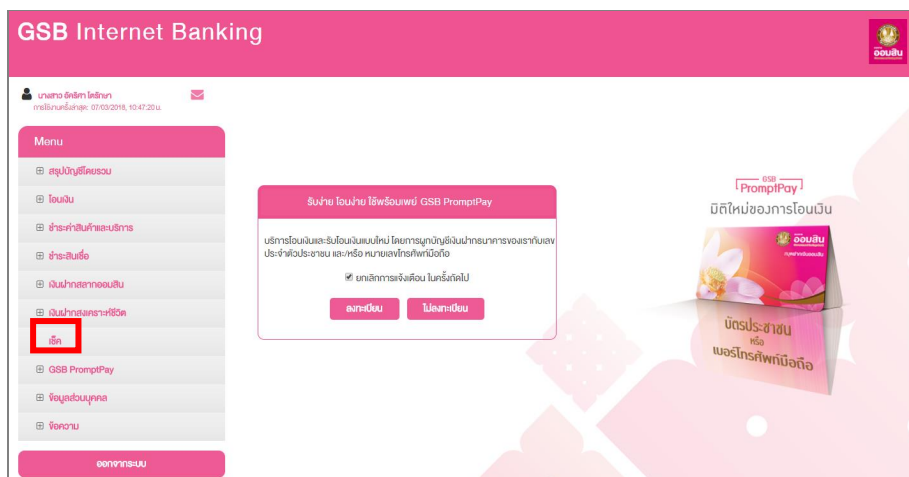 GSB Internet Banking
ออมสิน
นางสาว อัคริศา โคริกษา
การใช้งานครั้งล่าสุด: 07/03/2018, 10:47:20 น.
Menu
สรุปบัญชีโดยรวม
โอนเงิน
ชำระค่าสินค้าและบริการ
ชำระสินเชื่อ
เงินฝากสลากออมสิน
เงินฝากสงเคราะห์ชีวิต
เช็ค
GSB PromptPay
ข้อมูลส่วนบุคคล
ข้อความ
ออกจากระบบ
รับง่าย โอนง่าย ใช้พร้อมเพย์ GSB PromptPay
บริการโอนเงินและรับโอนเงินแบบใหม่ โดยการผูกบัญชีเงินฝากธนาคารของเรากับเลข
ประจำตัวประชาชน และ/หรือ หมายเลขโทรศัพท์มือถือ
ยกเลิกการแจ้งเตือน ในครั้งถัดไป
ลงทะเบียน
ไม่ลงทะเบียน
GSB
PromptPay
มิติใหม่ของการโอนเงิน
ออมสิน
บัตรประชาชน
หรือ
เบอร์โทรศัพท์มือถือ